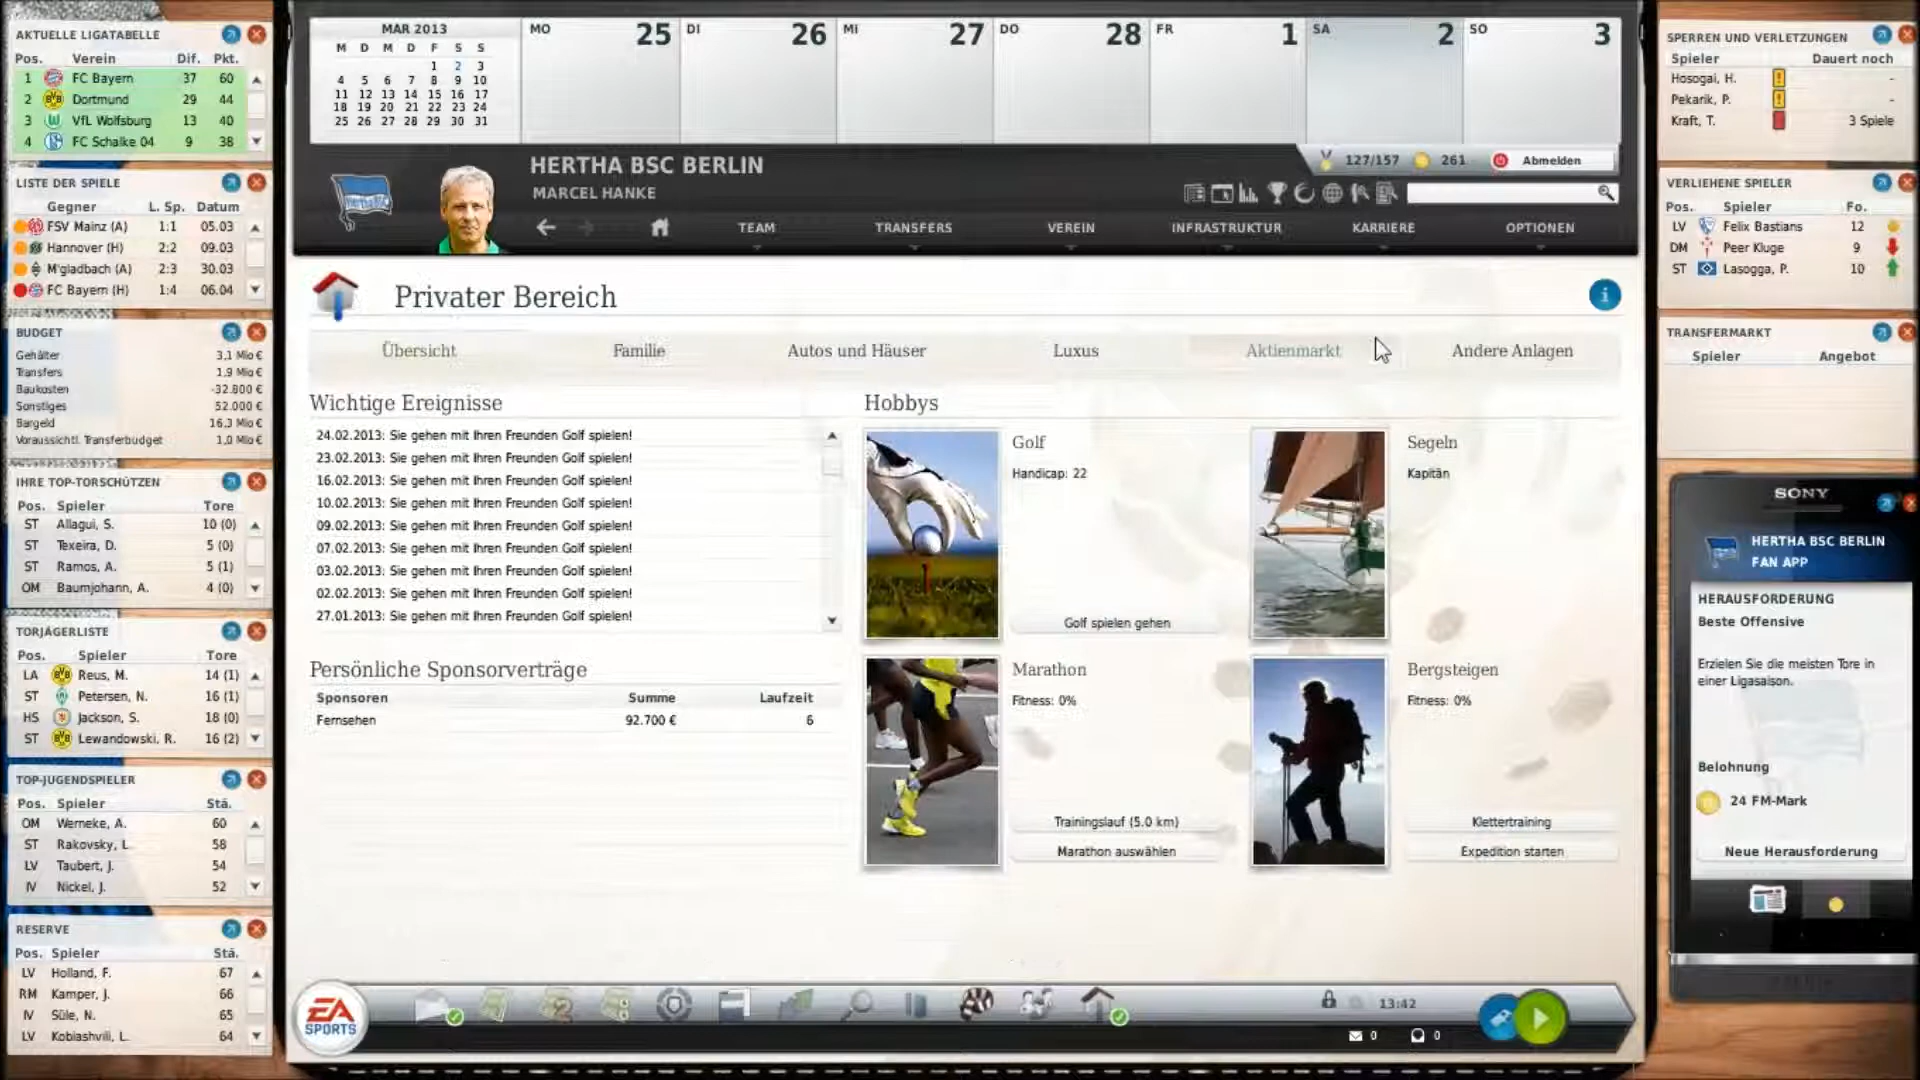 AKTUELLE LIGATABELLE
Pos. Verein Dif. Pkt.
1 FC Bayern 37 60
2 Dortmund 29 44
3 VfL Wolfsburg 13 40
4 FC Schalke 04 9 38
LISTE DER SPIELE
Gegner L. Sp. Datum
FSV Mainz (A) 1:1 05.03
Hannover (H) 2:2 09.03
M'gladbach (A) 2:3 30.03
FC Bayern (H) 1:4 06.04
BUDGET
Gehälter 3,1 Mio €
Transfers 1,9 Mio €
Baukosten -32.800 €
Sonstiges 52.000 €
Bargeld 16,3 Mio €
Voraussichtl. Transferbudget 1,0 Mio €
IHRE TOP-TORSCHÜTZEN
Pos. Spieler Tore
ST Allagui, S. 10 (0)
ST Texeira, D. 5 (0)
ST Ramos, A. 5 (1)
OM Baumjohann, A. 4 (0)
TORJÄGERLISTE
Pos. Spieler Tore
LA Reus, M. 14 (1)
ST Petersen, N. 16 (1)
HS Jackson, S. 18 (0)
ST Lewandowski, R. 16 (2)
TOP-JUGENDSPIELER
Pos. Spieler Stä.
OM Werneke, A. 60
ST Rakovsky, L. 58
LV Taubert, J. 54
IV Nickel, J. 52
RESERVE
Pos. Spieler Stä.
LV Holland, F. 67
RM Kamper, J. 66
IV Süle, N. 65
LV Kobiashvili, L. 64
MAR 2013
M D M D F S S
1 2 3
4 5 6 7 8 9 10
11 12 13 14 15 16 17
18 19 20 21 22 23 24
25 26 27 28 29 30 31
MO 25 DI 26 MI 27 DO 28 FR 1 SA 2 SO 3
HERTHA BSC BERLIN
MARCEL HANKE
127/157 261 Abmelden
TEAM TRANSFERS VEREIN INFRASTRUKTUR KARRIERE OPTIONEN
Privater Bereich
Übersicht Familie Autos und Häuser Luxus Aktienmarkt Andere Anlagen
Wichtige Ereignisse
24.02.2013: Sie gehen mit Ihren Freunden Golf spielen!
23.02.2013: Sie gehen mit Ihren Freunden Golf spielen!
16.02.2013: Sie gehen mit Ihren Freunden Golf spielen!
10.02.2013: Sie gehen mit Ihren Freunden Golf spielen!
09.02.2013: Sie gehen mit Ihren Freunden Golf spielen!
07.02.2013: Sie gehen mit Ihren Freunden Golf spielen!
03.02.2013: Sie gehen mit Ihren Freunden Golf spielen!
02.02.2013: Sie gehen mit Ihren Freunden Golf spielen!
27.01.2013: Sie gehen mit Ihren Freunden Golf spielen!
Persönliche Sponsorverträge
Sponsoren Summe Laufzeit
Fernsehen 92.700 € 6
Hobbys
Golf
Handicap: 22
Golf spielen gehen
Segeln
Kapitän
Marathon
Fitness: 0%
Trainingslauf (5.0 km)
Marathon auswählen
Bergsteigen
Fitness: 0%
Klettertraining
Expedition starten
EA
SPORTS
13:42
0 0
SPERREN UND VERLETZUNGEN
Spieler Dauert noch
Hosogai, H. -
Pekarik, P. -
Kraft, T. 3 Spiele
VERLIEHENE SPIELER
Pos. Spieler Fo.
LV Felix Bastians 12
DM Peer Kluge 9
ST Lasogga, P. 10
TRANSFERMARKT
Spieler Angebot
SONY
HERTHA BSC BERLIN
FAN APP
HERAUSFORDERUNG
Beste Offensive
Erzielen Sie die meisten Tore in
einer Ligasaison.
Belohnung
24 FM-Mark
Neue Herausforderung